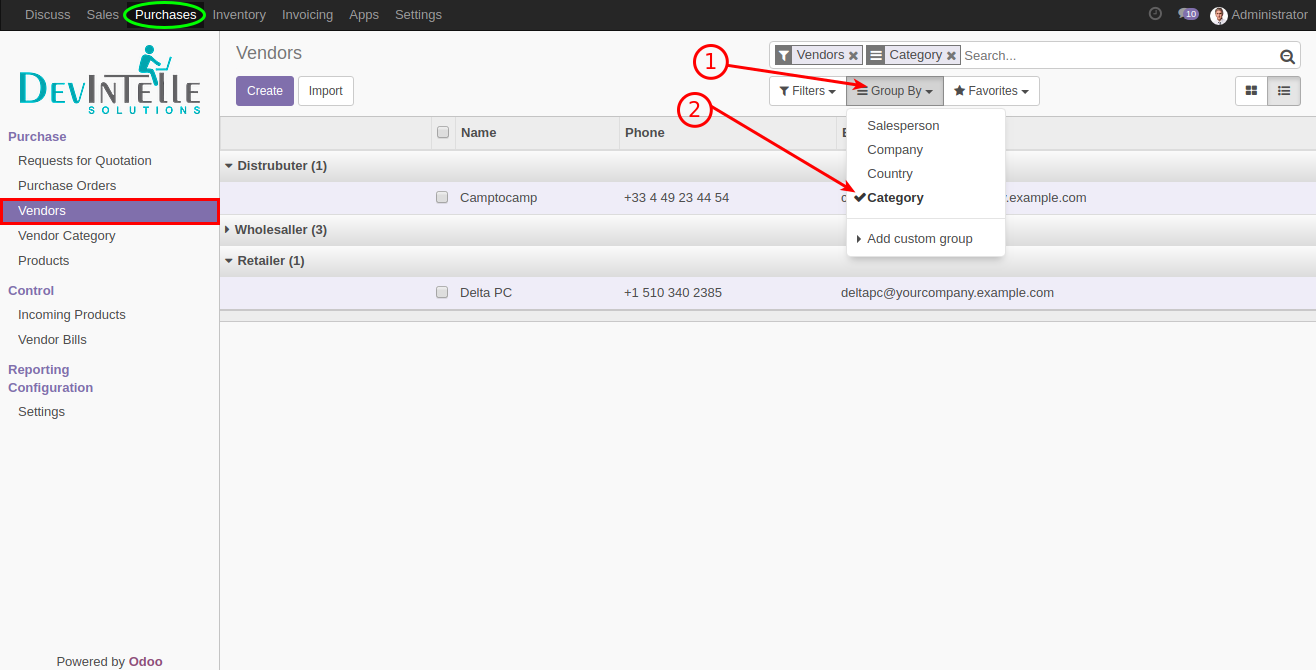 Discuss Sales Purchases Inventory Invoicing Apps Settings 10 Administrator
DEVINTELLE
SOLUTIONS
Purchase
Requests for Quotation
Purchase Orders
Vendors
Vendor Category
Products
Control
Incoming Products
Vendor Bills
Reporting
Configuration
Settings
Powered by Odoo
Vendors
Vendors Category Search...
Create Import
1
Filters Group By Favorites
2
Salesperson
Company
Country
Category
Add custom group
Name Phone
Distrubuter (1)
Camptocamp +33 4 49 23 44 54 .example.com
Wholesaller (3)
Retailer (1)
Delta PC +1 510 340 2385 deltapc@yourcompany.example.com